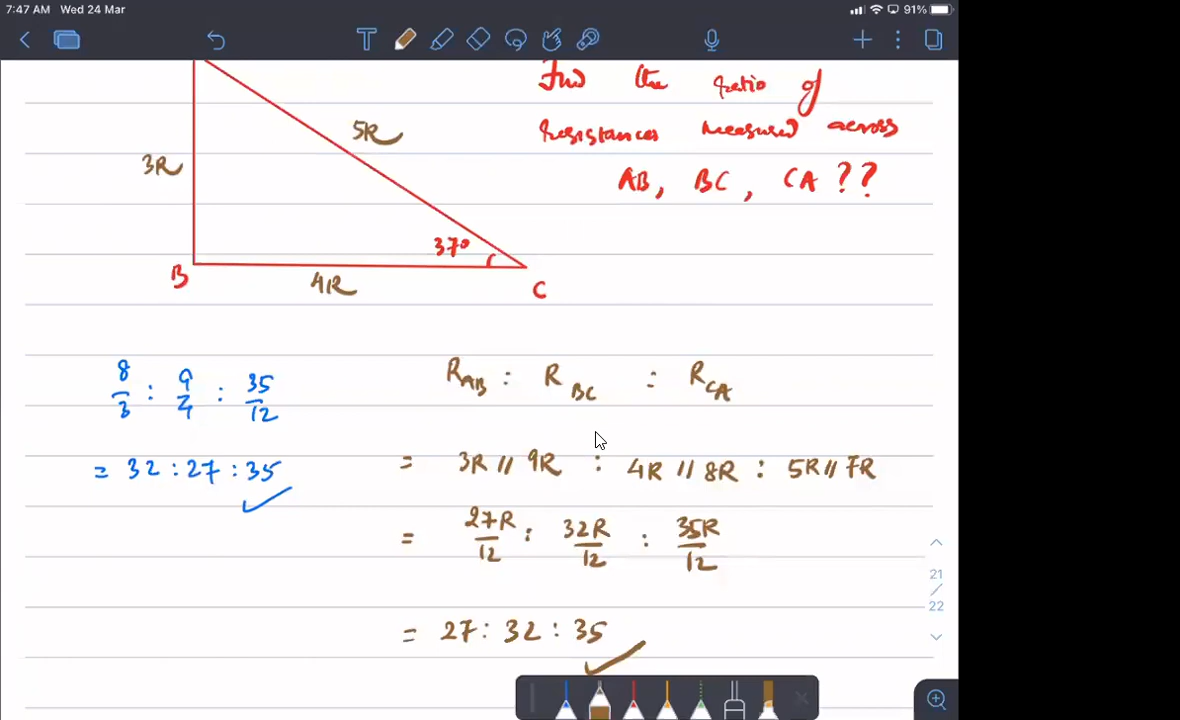 7:47 AM Wed 24 Mar
91%
Find the ratio of
Resistances measured across
AB, BC, CA ??
5R
3R
37°
B
4R
C
8/3 : 9/4 : 35/12
= 32 : 27 : 35
R_AB : R_BC : R_CA
= 3R // 9R : 4R // 8R : 5R // 7R
= 27R/12 : 32R/12 : 35R/12
= 27 : 32 : 35
21
/
22